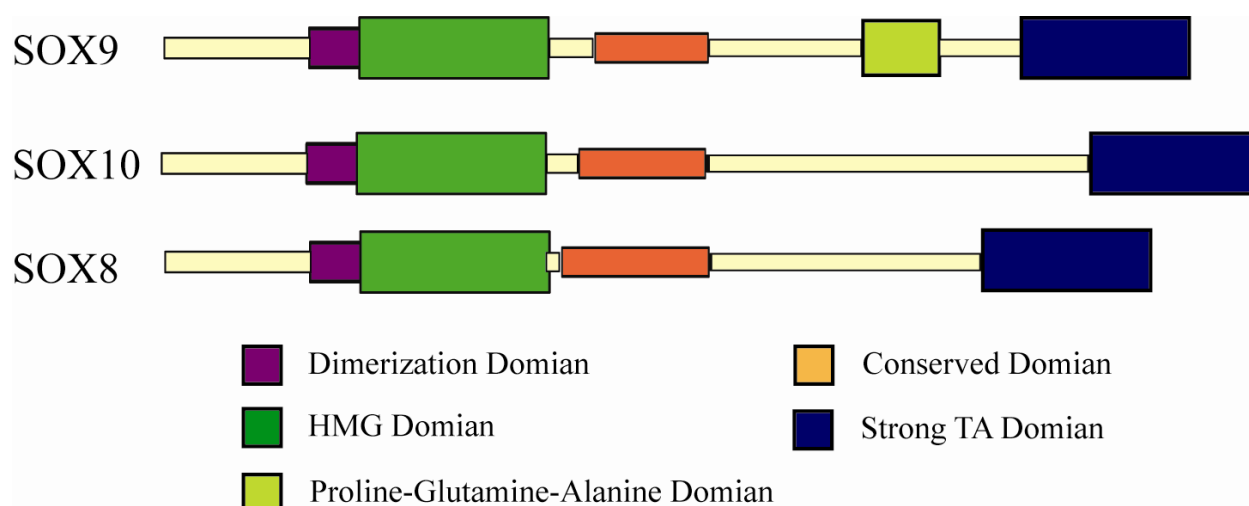 SOX9
SOX10
SOX8
Dimerization Domian
Conserved Domian
HMG Domian
Strong TA Domian
Proline-Glutamine-Alanine Domian